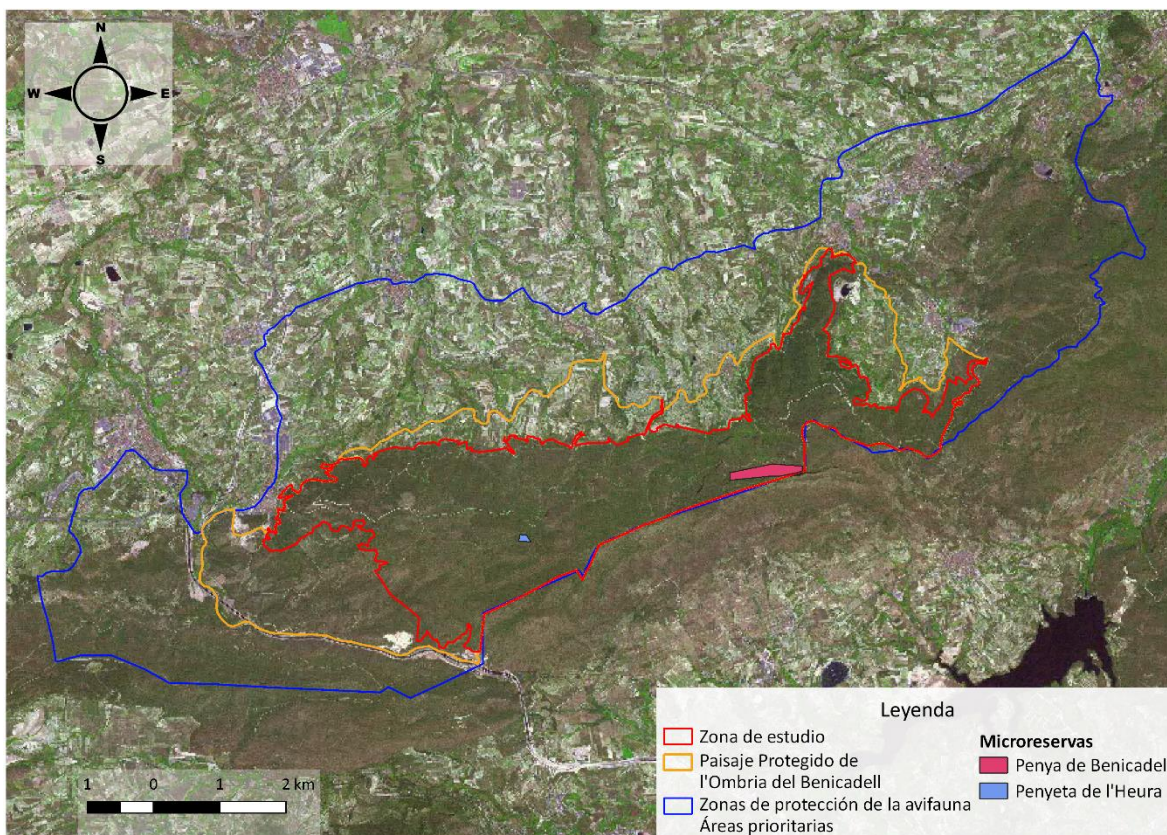 N
W E
S
Leyenda
Zona de estudio
Paisaje Protegido de
l'Ombria del Benicadell
Zonas de protección de la avifauna
Áreas prioritarias
Microreservas
Penya de Benicadell
Penyeta de l'Heura
1 0 1 2 km